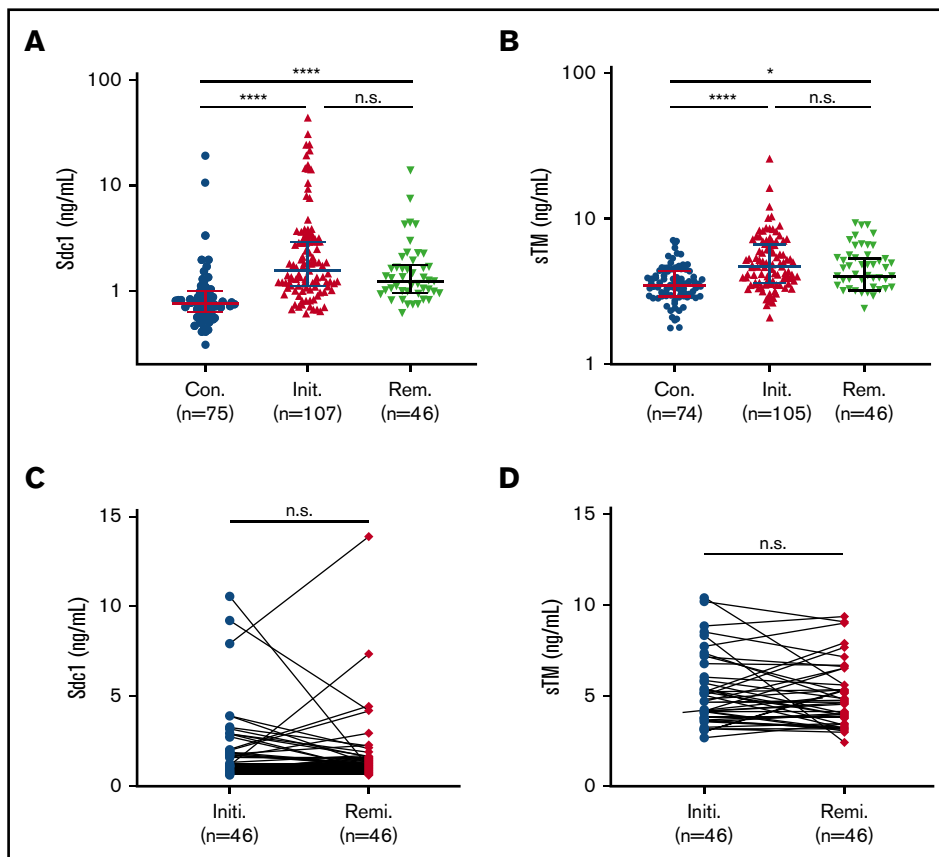 A
B
****
****
n.s.
*
****
n.s.
100
10
1
Sdc1 (ng/mL)
100
10
1
sTM (ng/mL)
Con.
(n=75)
Init.
(n=107)
Rem.
(n=46)
Con.
(n=74)
Init.
(n=105)
Rem.
(n=46)
C
D
n.s.
n.s.
15
10
5
0
Sdc1 (ng/mL)
15
10
5
0
sTM (ng/mL)
Initi.
(n=46)
Remi.
(n=46)
Initi.
(n=46)
Remi.
(n=46)